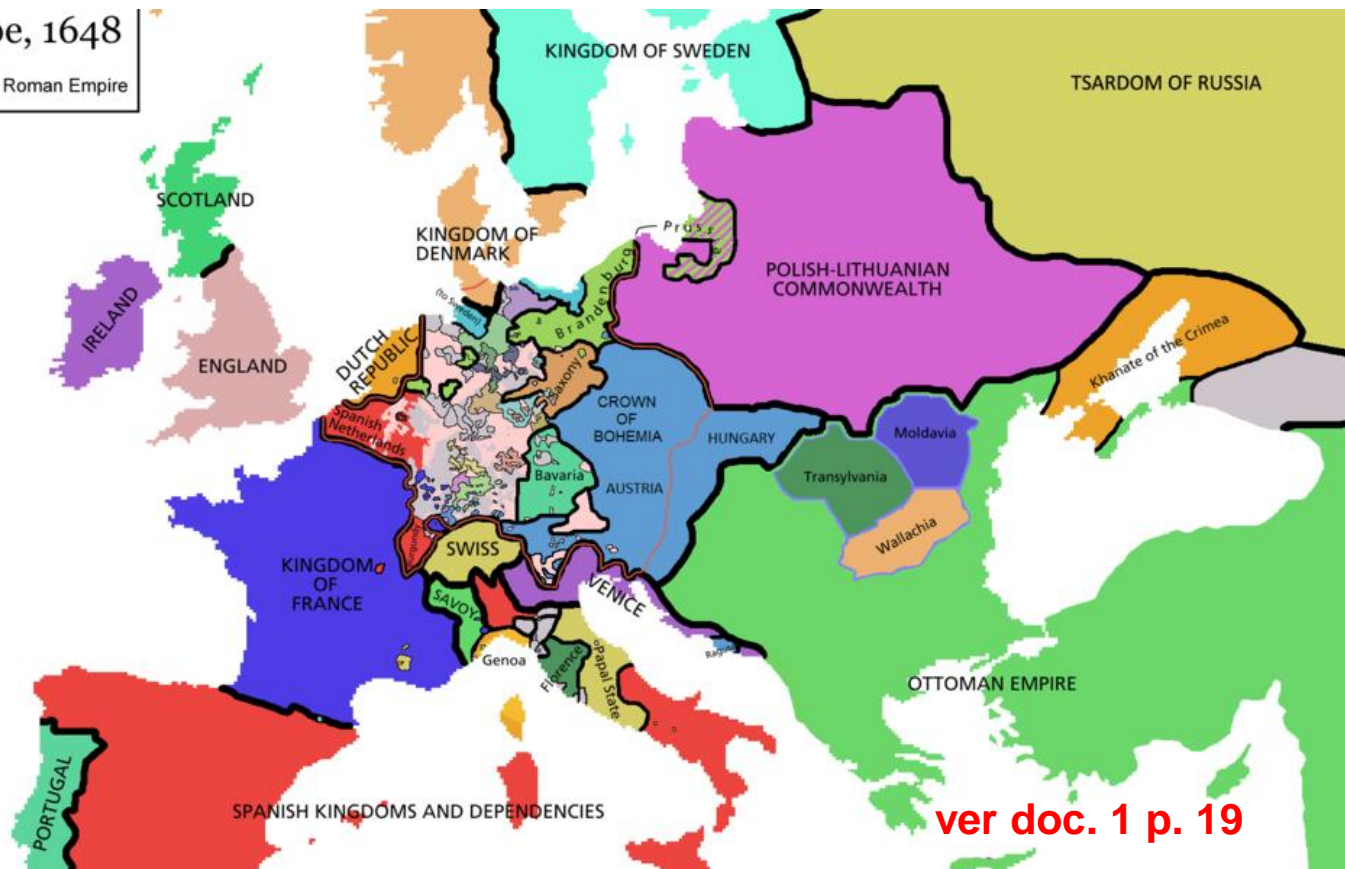 pe, 1648
Roman Empire
KINGDOM OF SWEDEN
TSARDOM OF RUSSIA
SCOTLAND
KINGDOM OF
DENMARK
Pruss
POLISH-LITHUANIAN
COMMONWEALTH
IRELAND
ENGLAND
DUTCH
REPUBLIC
(to Sweden)
Brandenburg
Khanate of the Crimea
Saxony
Spanish
Netherlands
CROWN
OF
BOHEMIA
HUNGARY
Moldavia
Bavaria
AUSTRIA
Transylvania
Wallachia
KINGDOM
OF
FRANCE
SWISS
SAVOY
VENICE
Genoa
Florence
Papal State
OTTOMAN EMPIRE
PORTUGAL
SPANISH KINGDOMS AND DEPENDENCIES
ver doc. 1 p. 19